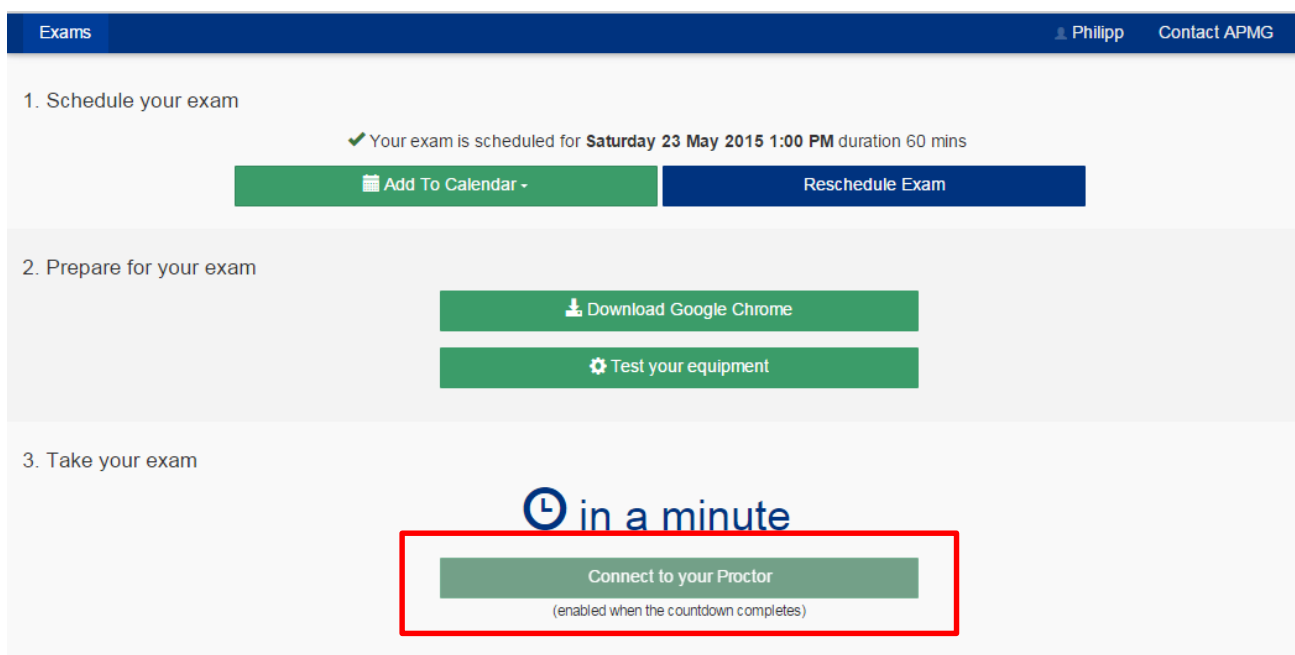 Exams Philipp Contact APMG
1. Schedule your exam
Your exam is scheduled for Saturday 23 May 2015 1:00 PM duration 60 mins
Add To Calendar Reschedule Exam
2. Prepare for your exam
Download Google Chrome
Test your equipment
3. Take your exam
in a minute
Connect to your Proctor
(enabled when the countdown completes)